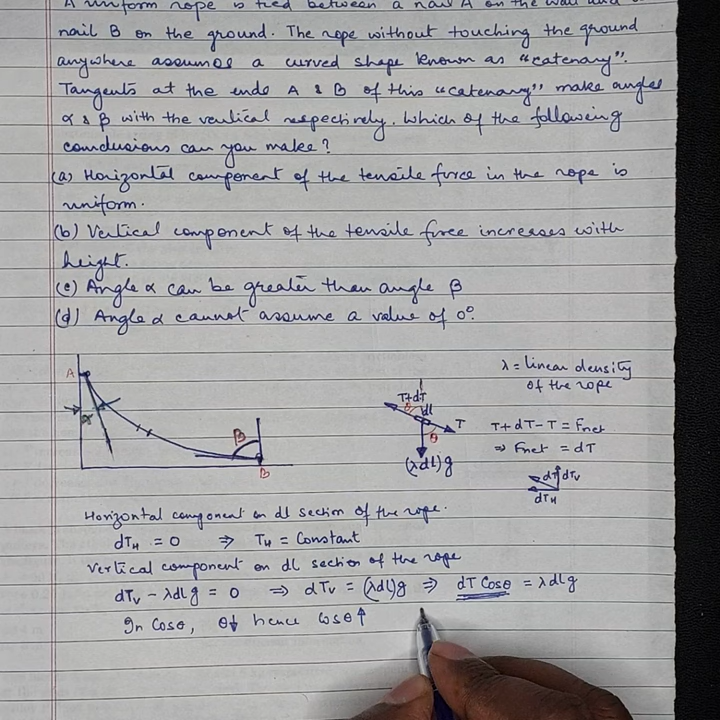 A uniform rope is tied between a nail A on the wall and a
nail B on the ground. The rope without touching the ground
anywhere assumes a curved shape known as "catenary".
Tangents at the ends A & B of this "catenary" make angles
α & β with the vertical respectively. Which of the following
conclusions can you make?
(a) Horizontal component of the tensile force in the rope is
uniform.
(b) Vertical component of the tensile force increases with
height.
(c) Angle α can be greater than angle β
(d) Angle α cannot assume a value of 0°.
λ = linear density
of the rope
A
α
B
B
T+dT
θ
dl
T
θ
(λdl)g
T+dT-T = Fnet
⇒ Fnet = dT
dT
dTv
dTH
Horizontal component on dl section of the rope.
dTH = 0 ⇒ TH = Constant
Vertical component on dl section of the rope
dTv - λdlg = 0 ⇒ dTv = (λdl)g ⇒ dT Cosθ = λdlg
In Cosθ, θ↓ hence Cosθ↑